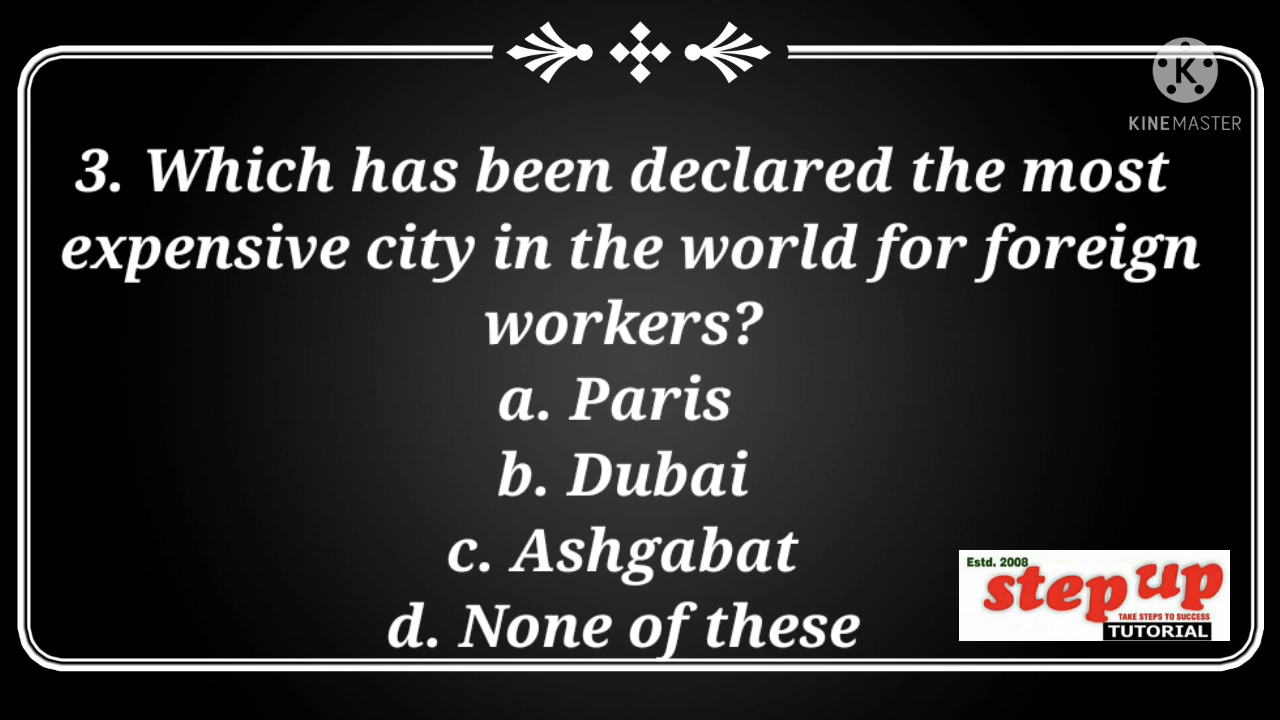 K
KINEMASTER
3. Which has been declared the most
expensive city in the world for foreign
workers?
a. Paris
b. Dubai
c. Ashgabat
d. None of these
Estd. 2008
step up
TAKE STEPS TO SUCCESS
TUTORIAL